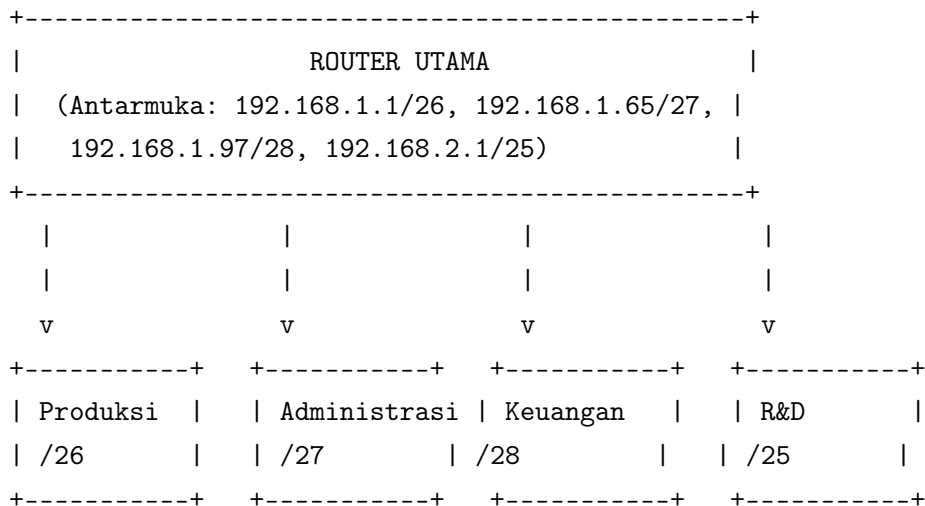 +------------------------------------------------+
|                   ROUTER UTAMA                 |
|  (Antarmuka: 192.168.1.1/26, 192.168.1.65/27, |
|   192.168.1.97/28, 192.168.2.1/25)            |
+------------------------------------------------+
  |               |               |               |
  |               |               |               |
  v               v               v               v
+-----------+   +-----------+   +-----------+   +-----------+
| Produksi  |   | Administrasi | Keuangan   |   | R&D       |
| /26       |   | /27       | /28         |   | /25       |
+-----------+   +-----------+   +-----------+   +-----------+